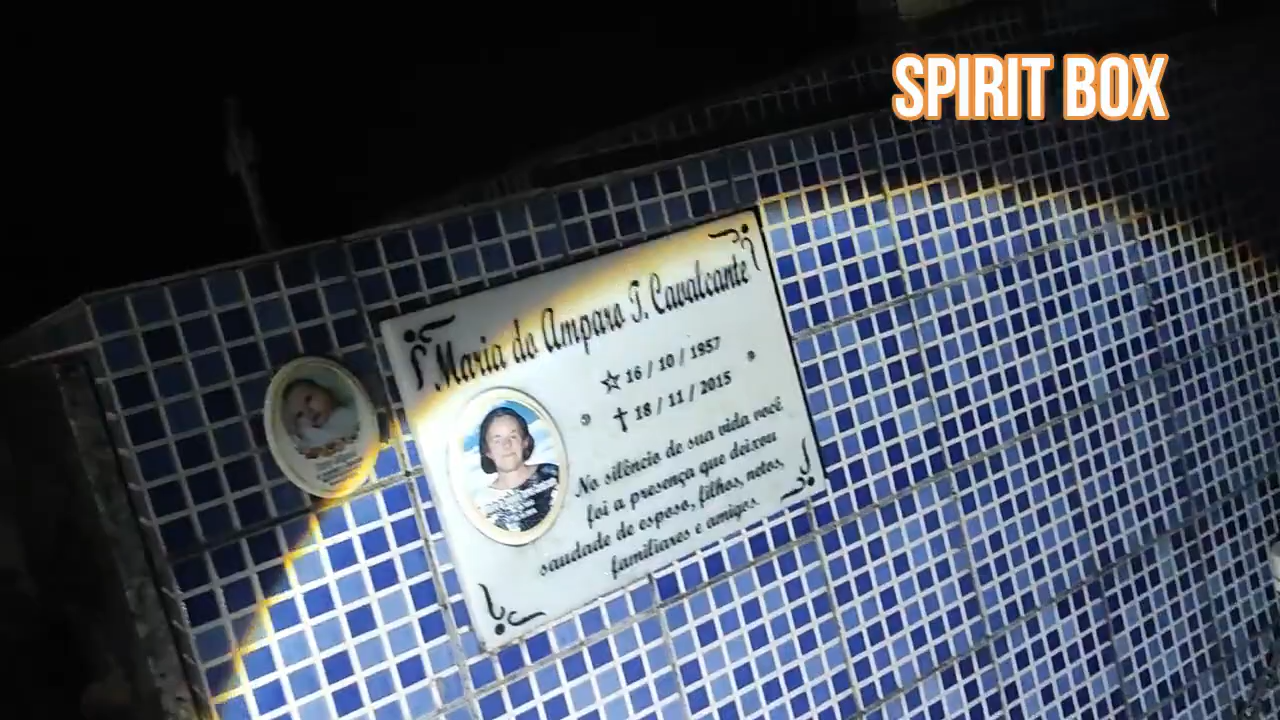 SPIRIT BOX
Maria do Amparo T. Cavalcante
☆ 16 / 10 / 1957
✝ 18 / 11 / 2015
No silêncio de sua vida você
foi a presença que deixou
saudade de esposo, filhos, netos,
familiares e amigos.